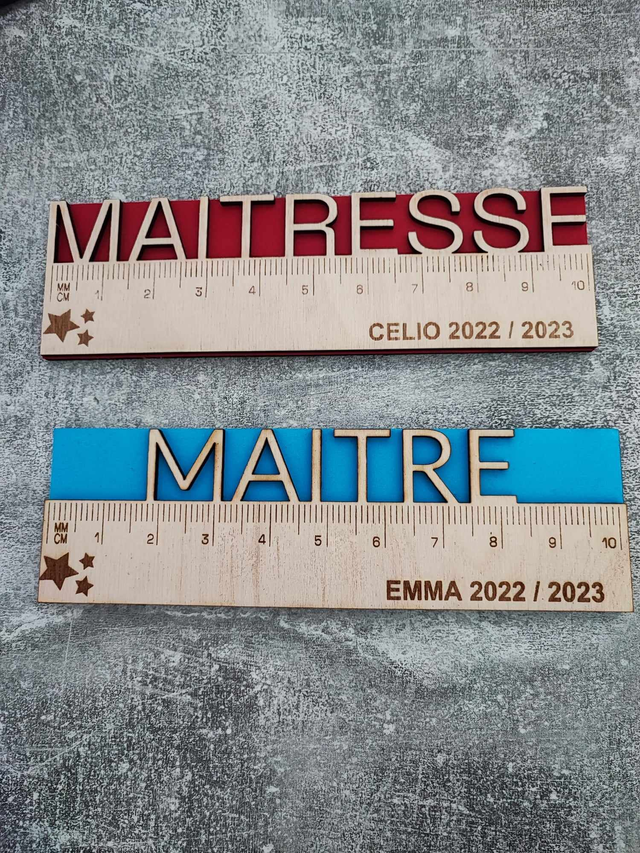 MAITRESSE
MM
CM 1 2 3 4 5 6 7 8 9 10
CELIO 2022 / 2023
MAITRE
MM
CM 1 2 3 4 5 6 7 8 9 10
EMMA 2022 / 2023